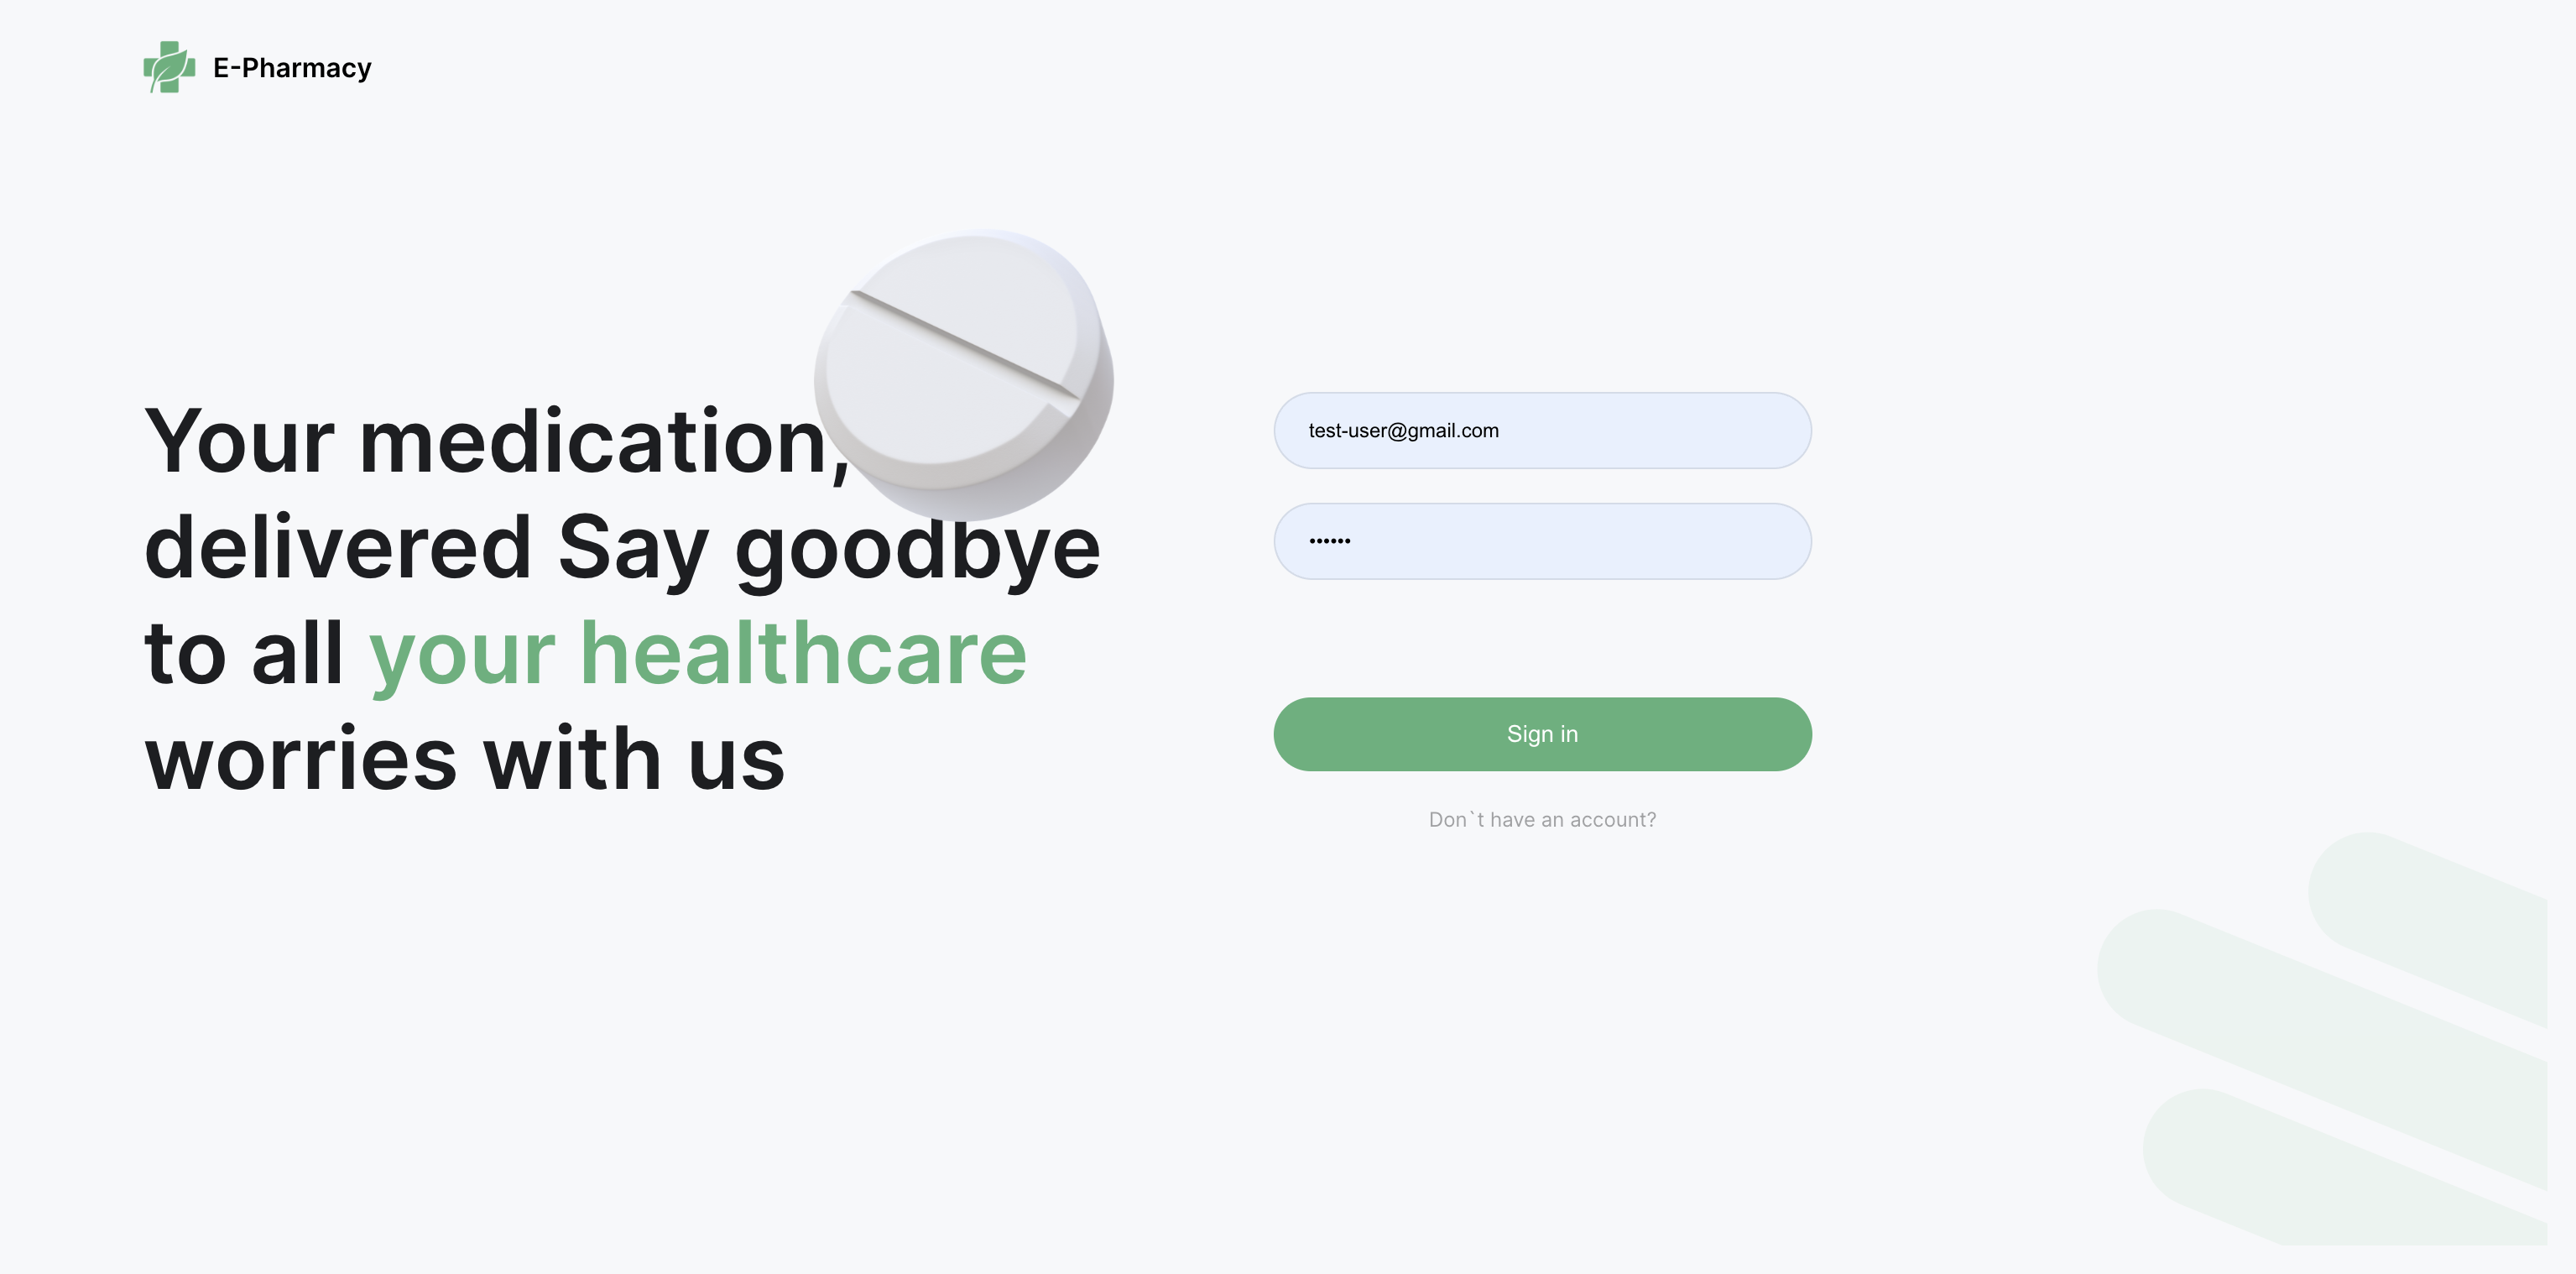 E-Pharmacy
Your medication,
delivered Say goodbye
to all your healthcare
worries with us
test-user@gmail.com
••••••
Sign in
Don`t have an account?